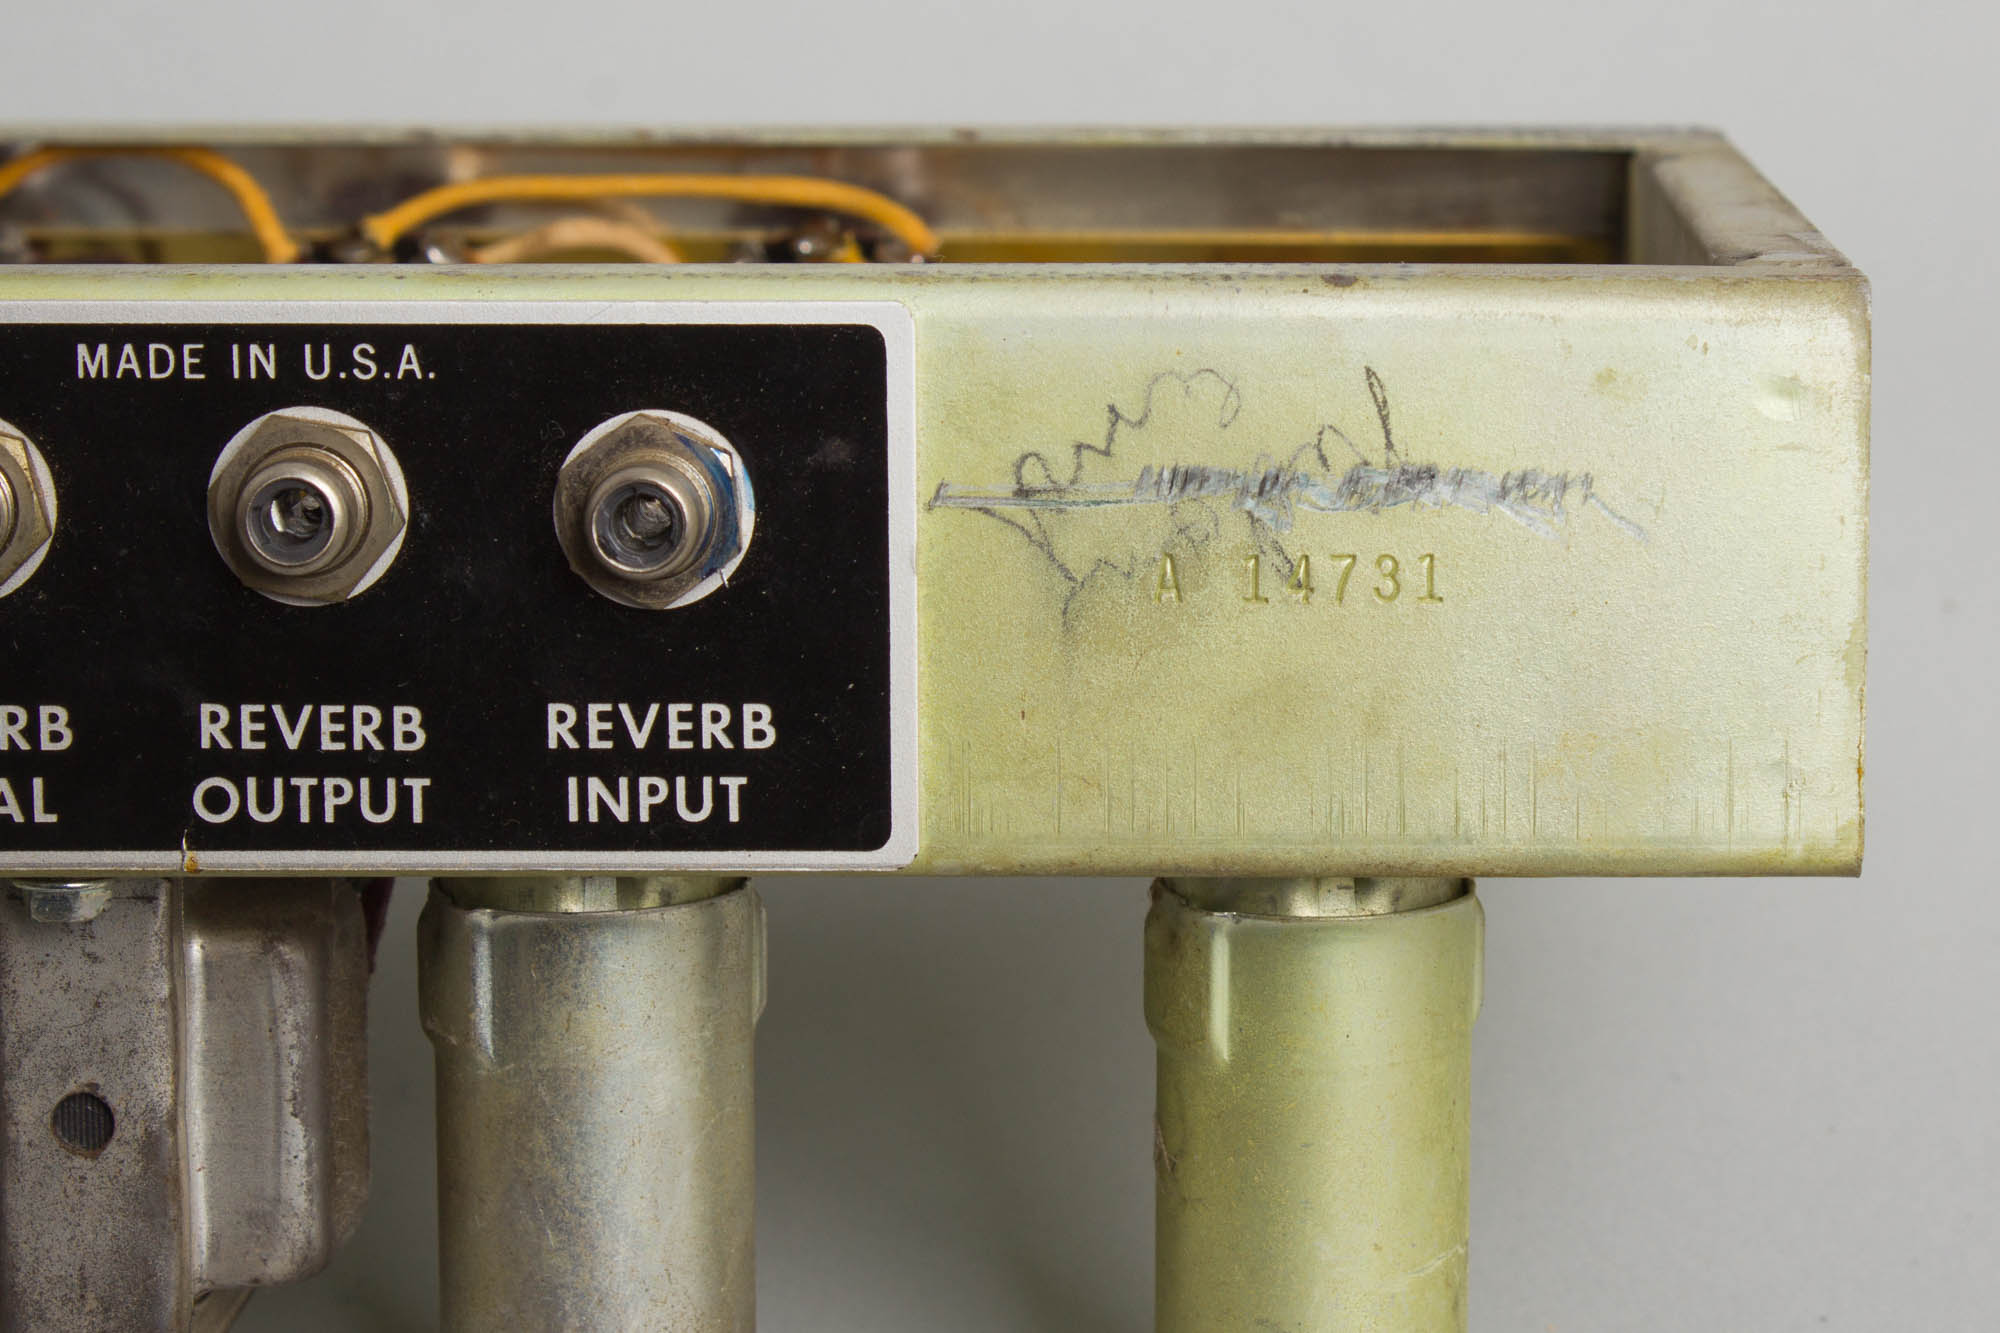 MADE IN U.S.A.
RB
AL
REVERB
OUTPUT
REVERB
INPUT
A 14731